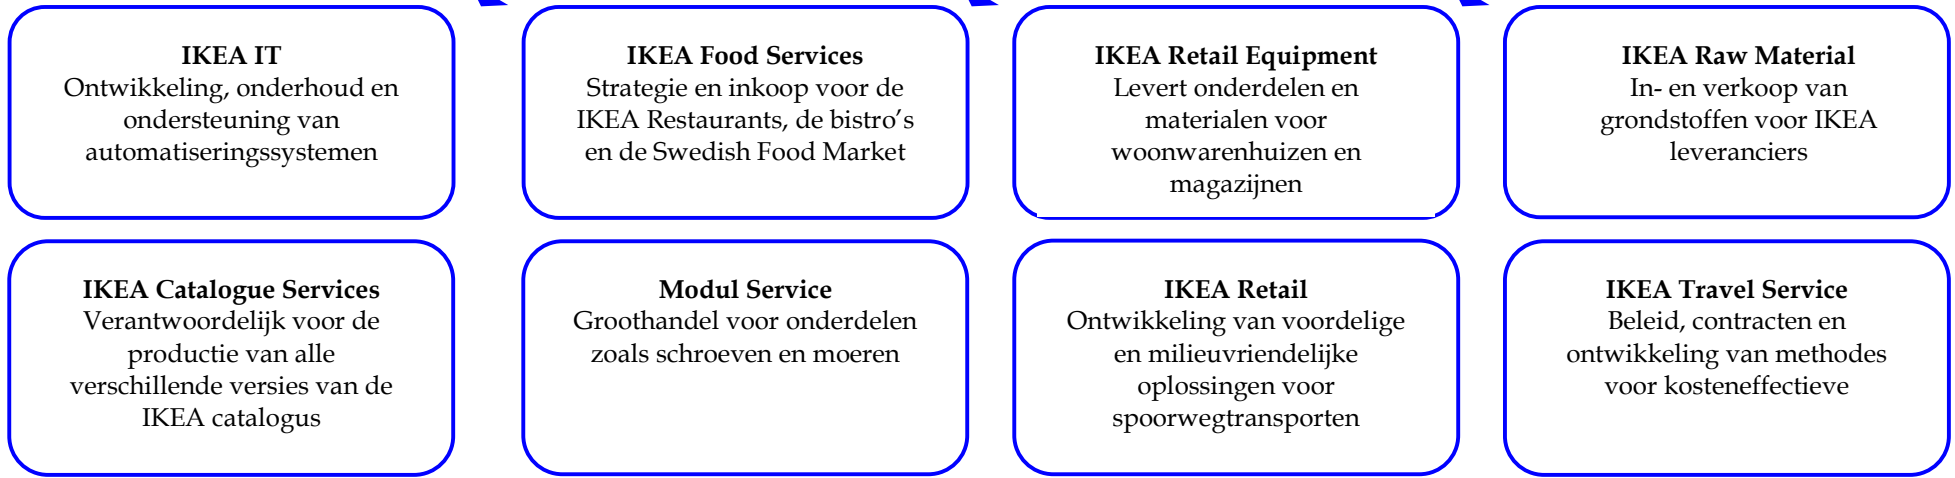 IKEA IT
Ontwikkeling, onderhoud en
ondersteuning van
automatiseringssystemen
IKEA Food Services
Strategie en inkoop voor de
IKEA Restaurants, de bistro’s
en de Swedish Food Market
IKEA Retail Equipment
Levert onderdelen en
materialen voor
woonwarenhuizen en
magazijnen
IKEA Raw Material
In- en verkoop van
grondstoffen voor IKEA
leveranciers
IKEA Catalogue Services
Verantwoordelijk voor de
productie van alle
verschillende versies van de
IKEA catalogus
Modul Service
Groothandel voor onderdelen
zoals schroeven en moeren
IKEA Retail
Ontwikkeling van voordelige
en milieuvriendelijke
oplossingen voor
spoorwegtransporten
IKEA Travel Service
Beleid, contracten en
ontwikkeling van methodes
voor kosteneffectieve